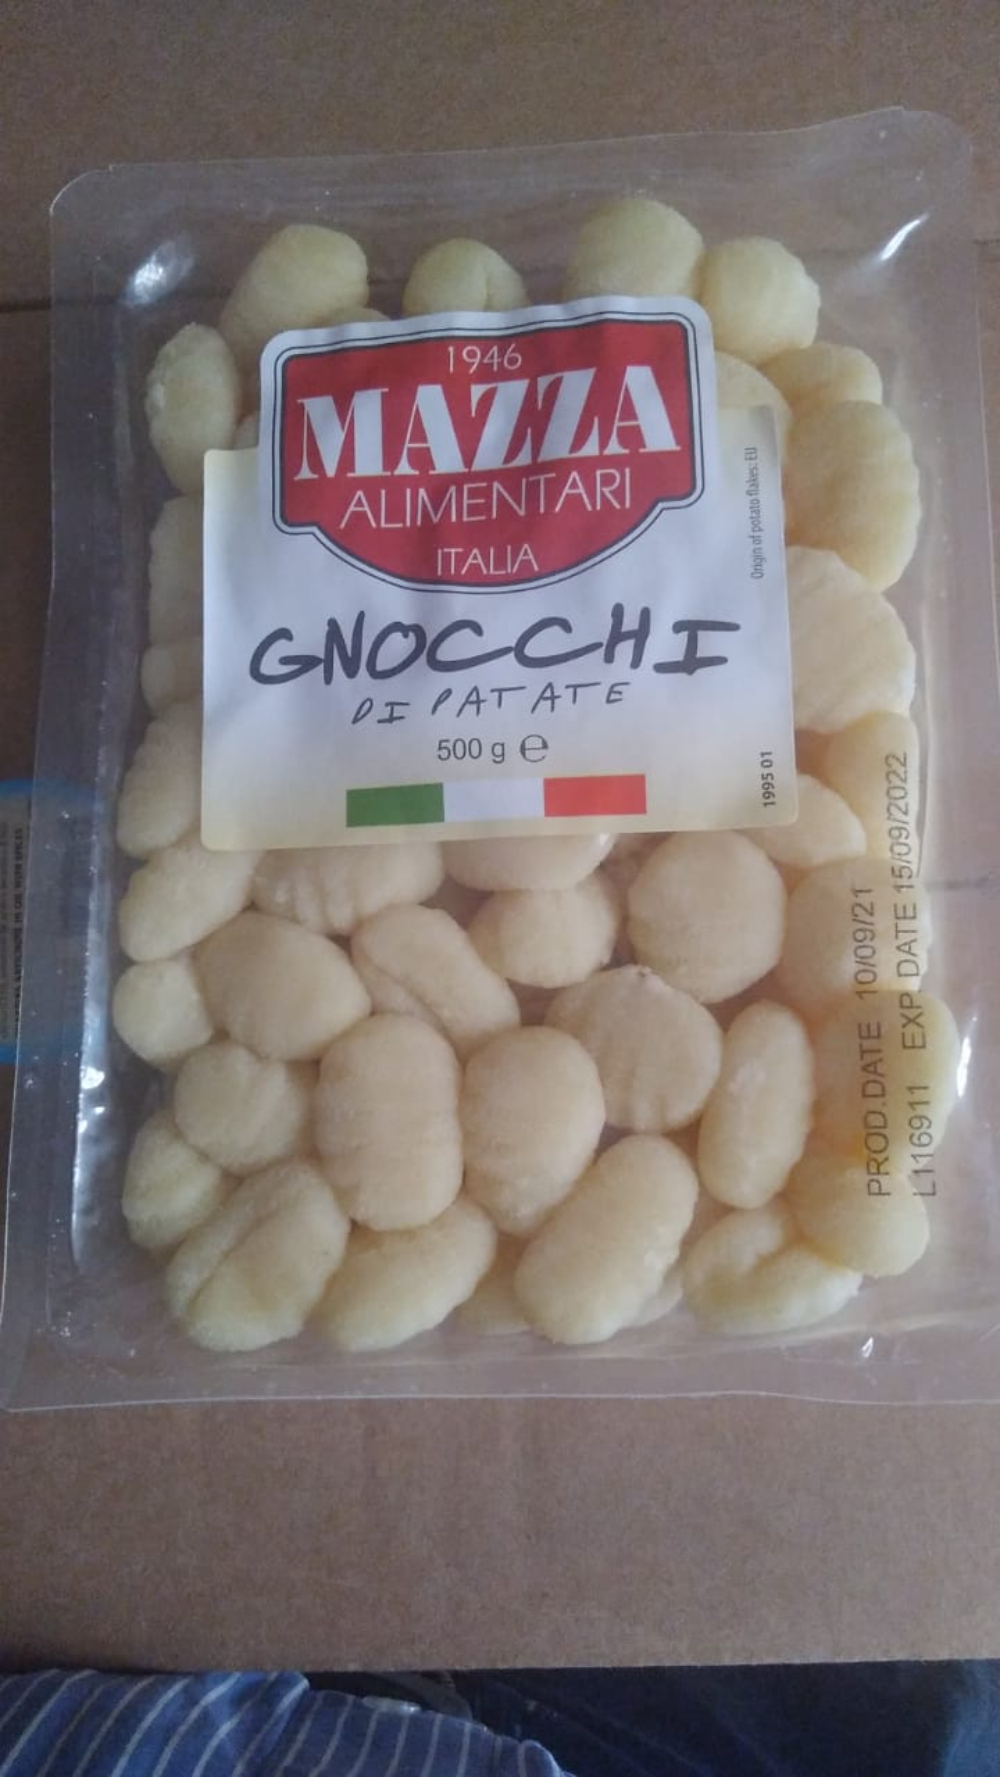 1946
MAZZA
ALIMENTARI
ITALIA
GNOCCHI
DI PATATE
500 g ℮
Origin of potato flakes: EU
1995 01
PROD.DATE 10/09/21
L116911 EXP. DATE 15/09/2022